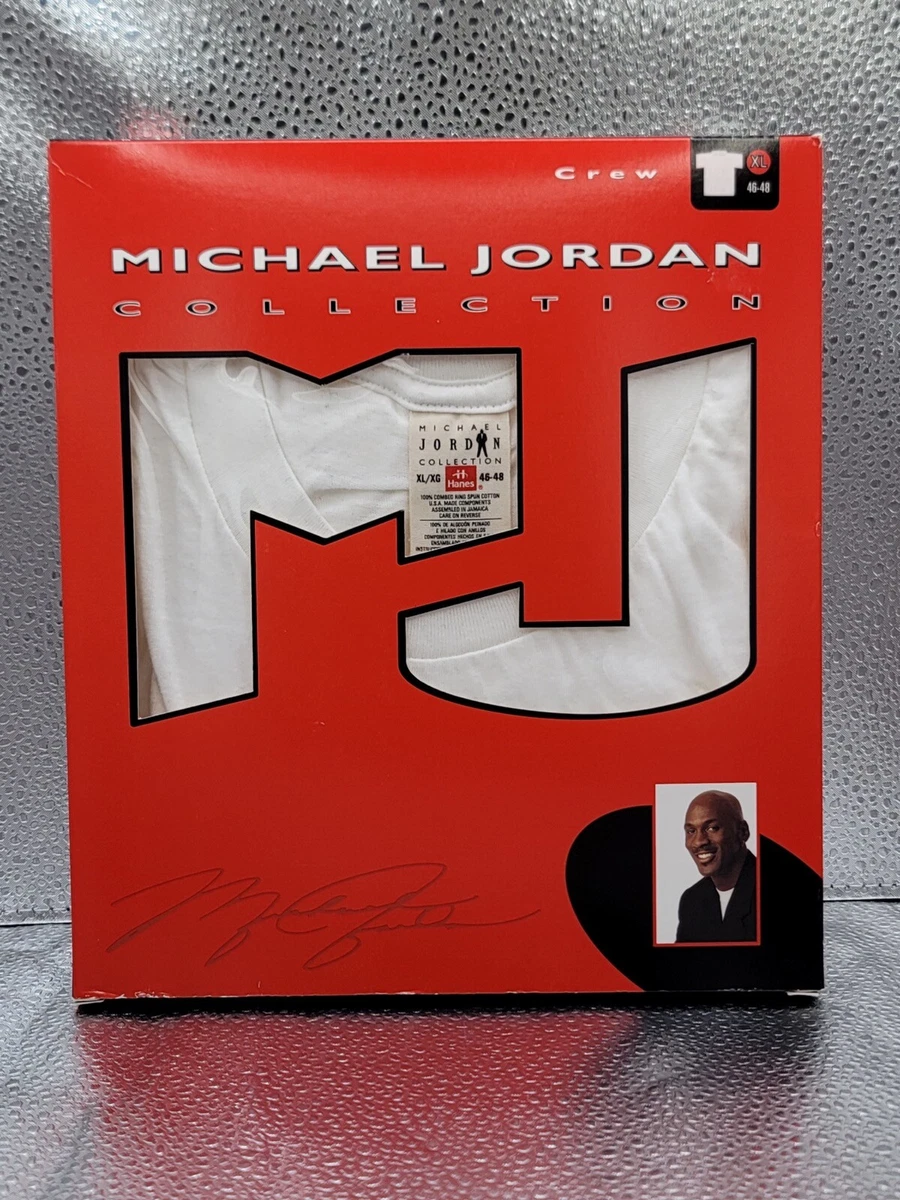 Crew
XL
46-48
MICHAEL JORDAN
COLLECTION
MICHAEL
JORDAN
COLLECTION
XL/XG Hanes 46-48
100% COMBED RING SPUN COTTON
U.S.A. MADE COMPONENTS
ASSEMBLED IN JAMAICA
CARE ON REVERSE
100% DE ALGODÓN PEINADO
E HILADO CON ANILLOS
COMPONENTES HECHOS EN